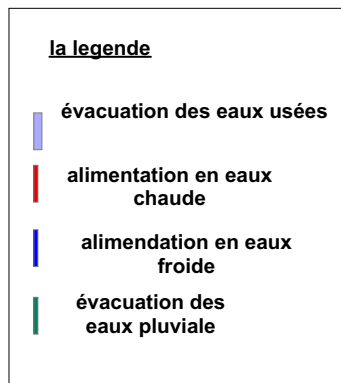 la legende
évacuation des eaux usées
alimentation en eaux
chaude
alimendation en eaux
froide
évacuation des
eaux pluviale